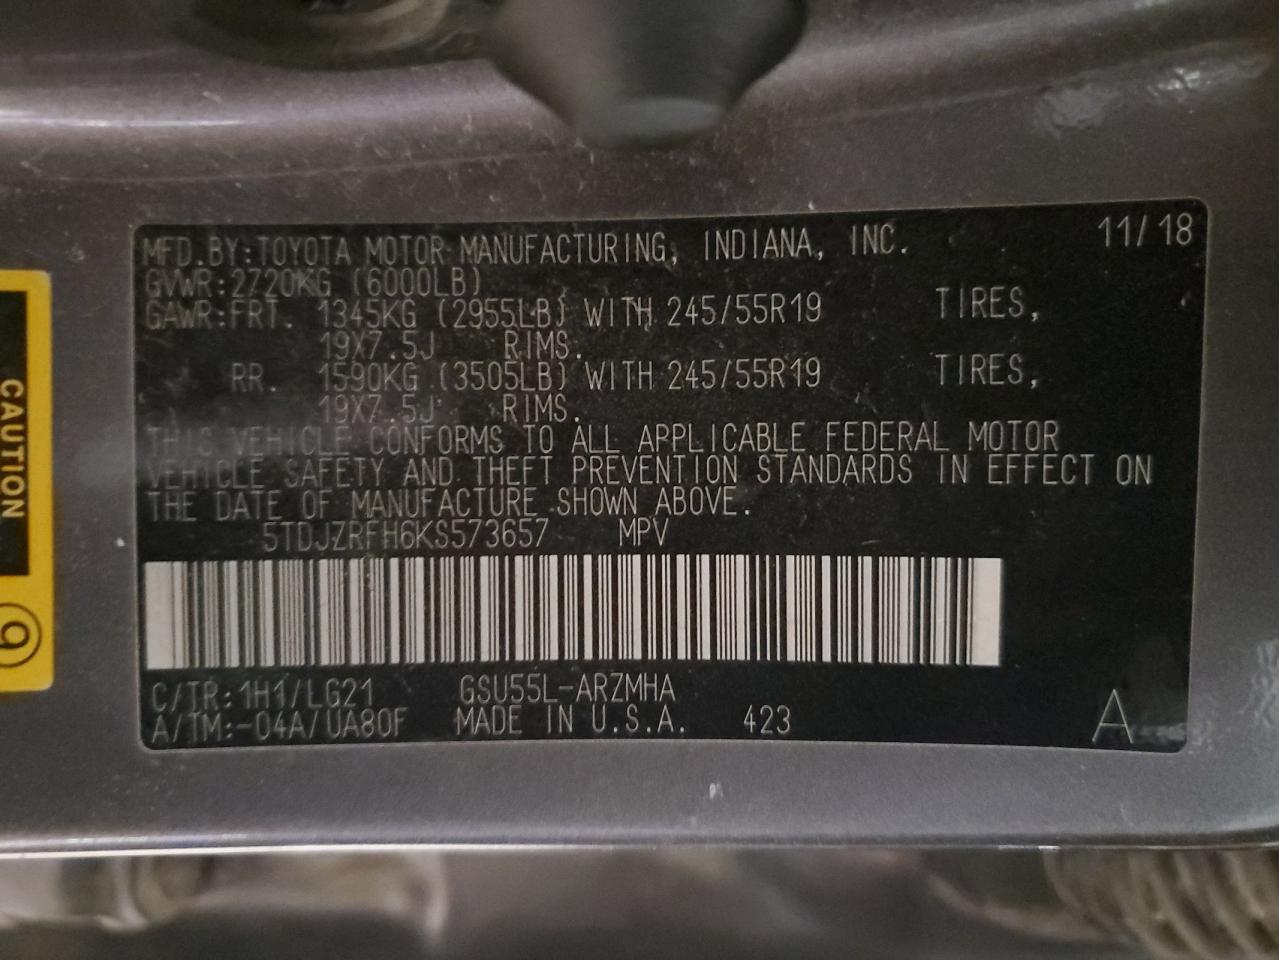 MFD.BY:TOYOTA MOTOR MANUFACTURING, INDIANA, INC. 11/18
GVWR:2720KG (6000LB)
GAWR:FRT. 1345KG (2955LB) WITH 245/55R19 TIRES,
19X7.5J RIMS.
RR. 1590KG (3505LB) WITH 245/55R19 TIRES,
19X7.5J RIMS.
THIS VEHICLE CONFORMS TO ALL APPLICABLE FEDERAL MOTOR
VEHICLE SAFETY AND THEFT PREVENTION STANDARDS IN EFFECT ON
THE DATE OF MANUFACTURE SHOWN ABOVE.
5TDJZRFH6KS573657 MPV
C/TR:1H1/LG21 GSU55L-ARZMHA
A/TM:-04A/UA80F MADE IN U.S.A. 423 A
CAUTION
9